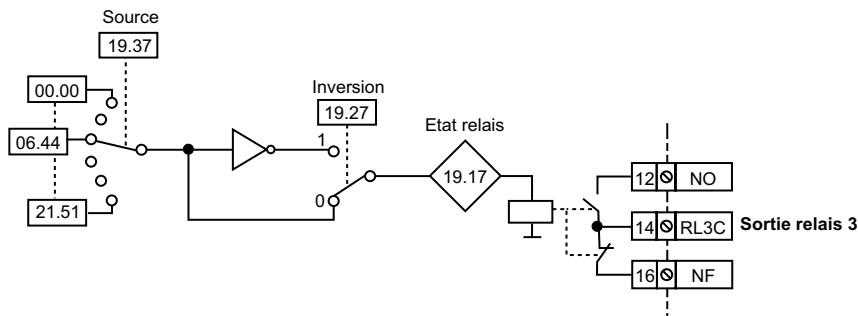 Source
19.37
00.00
06.44
21.51
Inversion
19.27
1
0
Etat relais
19.17
12 NO
14 RL3C Sortie relais 3
16 NF